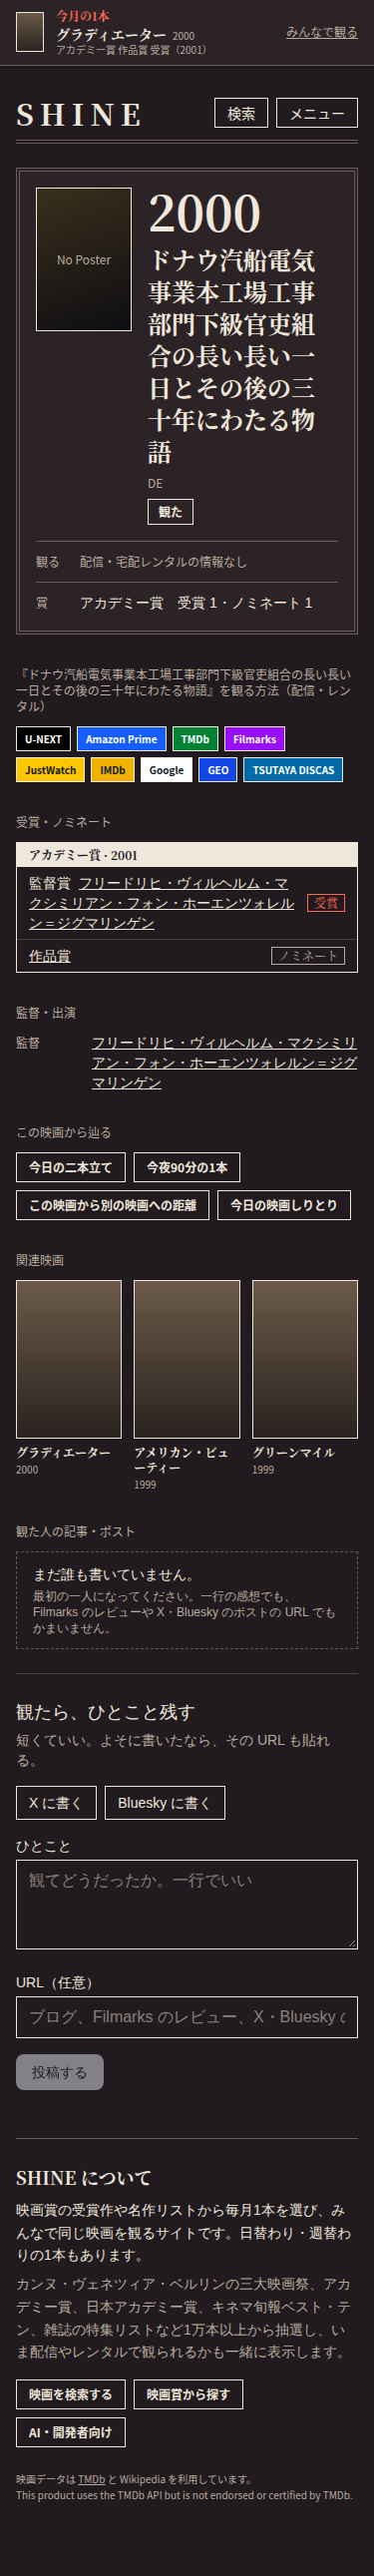 今月の1本
グラディエーター 2000
アカデミー賞 作品賞 受賞（2001）
みんなで観る
SHINE
検索
メニュー
No Poster
2000
ドナウ汽船電気
事業本工場工事
部門下級官吏組
合の長い長い一
日とその後の三
十年にわたる物
語
DE
観た
観る 配信・宅配レンタルの情報なし
賞 アカデミー賞 受賞 1・ノミネート 1
『ドナウ汽船電気事業本工場工事部門下級官吏組合の長い長い
一日とその後の三十年にわたる物語』を観る方法（配信・レン
タル）
U-NEXT Amazon Prime TMDb Filmarks
JustWatch IMDb Google GEO TSUTAYA DISCAS
受賞・ノミネート
アカデミー賞・2001
監督賞 フリードリヒ・ヴィルヘルム・マ
クシミリアン・フォン・ホーエンツォレル
ン＝ジグマリンゲン
受賞
作品賞 ノミネート
監督・出演
監督 フリードリヒ・ヴィルヘルム・マクシミリ
アン・フォン・ホーエンツォレルン＝ジグ
マリンゲン
この映画から辿る
今日の二本立て 今夜90分の1本
この映画から別の映画への距離 今日の映画しりとり
関連映画
グラディエーター
2000
アメリカン・ビュ
ーティー
1999
グリーンマイル
1999
観た人の記事・ポスト
まだ誰も書いていません。
最初の一人になってください。一行の感想でも、
Filmarks のレビューや X・Bluesky のポストの URL でも
かまいません。
観たら、ひとこと残す
短くていい。よそに書いたなら、その URL も貼れ
る。
X に書く Bluesky に書く
ひとこと
観てどうだったか。一行でいい
URL（任意）
ブログ、Filmarks のレビュー、X・Bluesky の
投稿する
SHINE について
映画賞の受賞作や名作リストから毎月1本を選び、み
んなで同じ映画を観るサイトです。日替わり・週替わ
りの1本もあります。
カンヌ・ヴェネツィア・ベルリンの三大映画祭、アカ
デミー賞、日本アカデミー賞、キネマ旬報ベスト・テ
ン、雑誌の特集リストなど1万本以上から抽選し、い
ま配信やレンタルで観られるかも一緒に表示します。
映画を検索する 映画賞から探す
AI・開発者向け
映画データは TMDb と Wikipedia を利用しています。
This product uses the TMDb API but is not endorsed or certified by TMDb.